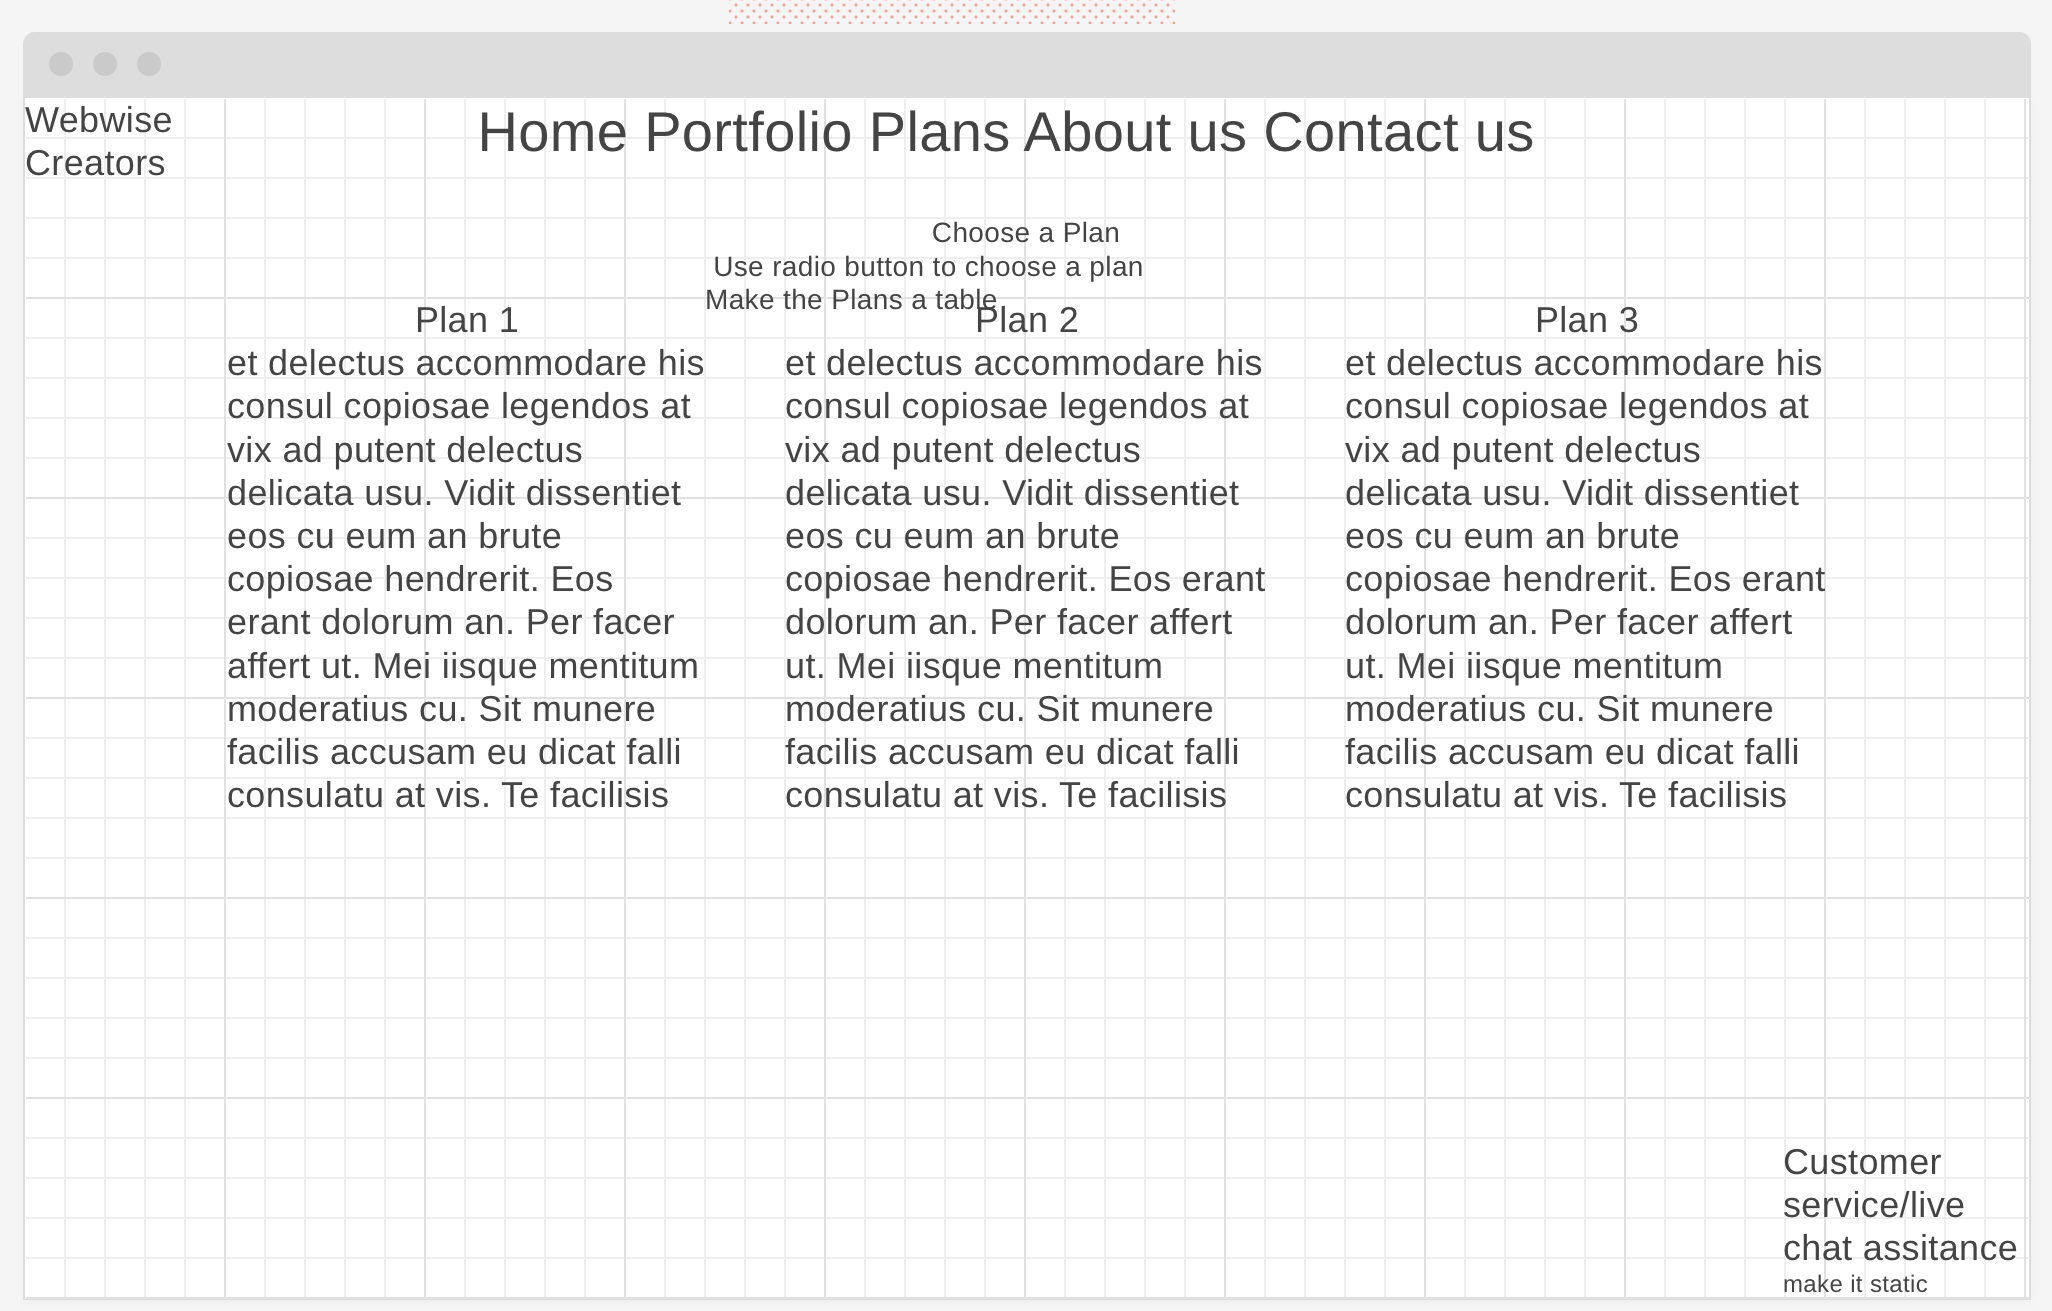 Webwise
Creators
Home Portfolio Plans About us Contact us
Choose a Plan
Use radio button to choose a plan
Make the Plans a table
Plan 1
et delectus accommodare his
consul copiosae legendos at
vix ad putent delectus
delicata usu. Vidit dissentiet
eos cu eum an brute
copiosae hendrerit. Eos
erant dolorum an. Per facer
affert ut. Mei iisque mentitum
moderatius cu. Sit munere
facilis accusam eu dicat falli
consulatu at vis. Te facilisis
Plan 2
et delectus accommodare his
consul copiosae legendos at
vix ad putent delectus
delicata usu. Vidit dissentiet
eos cu eum an brute
copiosae hendrerit. Eos erant
dolorum an. Per facer affert
ut. Mei iisque mentitum
moderatius cu. Sit munere
facilis accusam eu dicat falli
consulatu at vis. Te facilisis
Plan 3
et delectus accommodare his
consul copiosae legendos at
vix ad putent delectus
delicata usu. Vidit dissentiet
eos cu eum an brute
copiosae hendrerit. Eos erant
dolorum an. Per facer affert
ut. Mei iisque mentitum
moderatius cu. Sit munere
facilis accusam eu dicat falli
consulatu at vis. Te facilisis
Customer
service/live
chat assitance
make it static